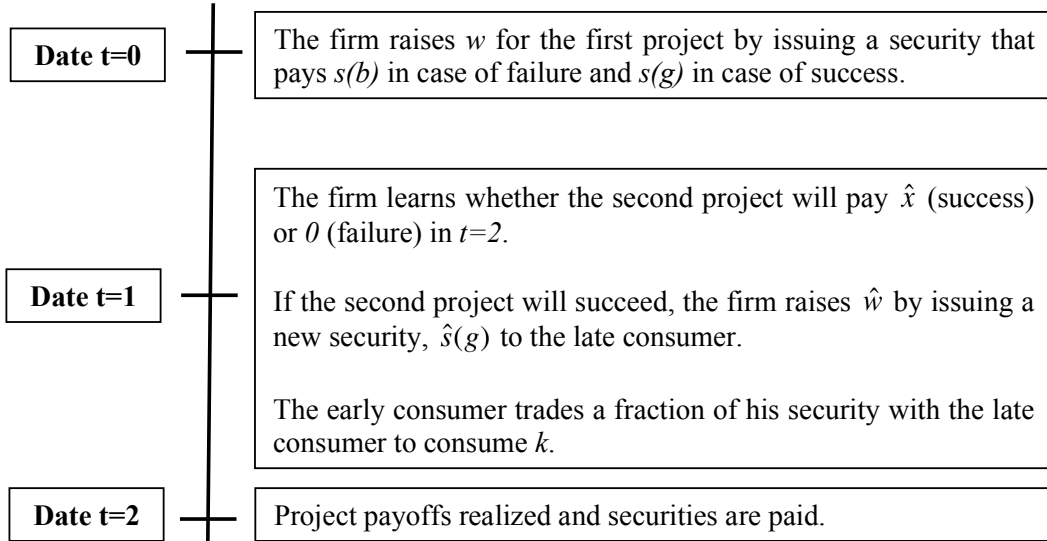 Date t=0
The firm raises w for the first project by issuing a security that
pays s(b) in case of failure and s(g) in case of success.
Date t=1
The firm learns whether the second project will pay x̂ (success)
or 0 (failure) in t=2.
If the second project will succeed, the firm raises ŵ by issuing a
new security, ŝ(g) to the late consumer.
The early consumer trades a fraction of his security with the late
consumer to consume k.
Date t=2
Project payoffs realized and securities are paid.